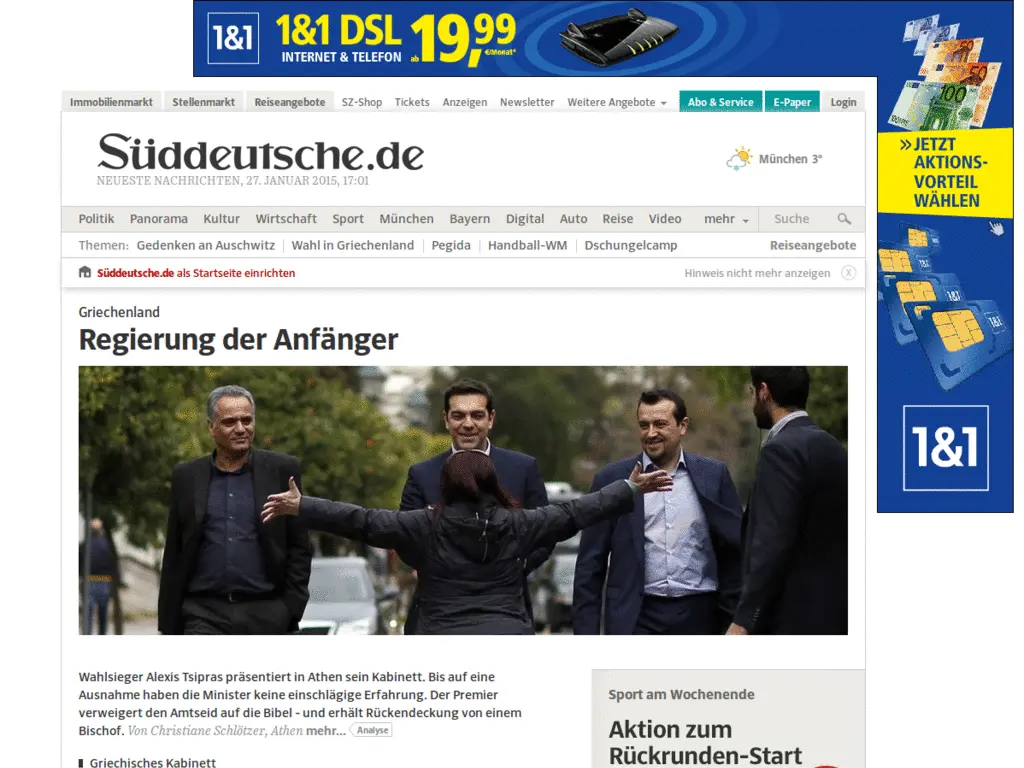 1&1
1&1 DSL
INTERNET & TELEFON
ab 19,99 €/Monat*
100
50
»JETZT
AKTIONS-
VORTEIL
WÄHLEN
1&1
1&1
Immobilienmarkt Stellenmarkt Reiseangebote SZ-Shop Tickets Anzeigen Newsletter Weitere Angebote Abo & Service E-Paper Login
Süddeutsche.de
NEUESTE NACHRICHTEN, 27. JANUAR 2015, 17:01
München 3°
Politik Panorama Kultur Wirtschaft Sport München Bayern Digital Auto Reise Video mehr Suche
Themen: Gedenken an Auschwitz Wahl in Griechenland Pegida Handball-WM Dschungelcamp Reiseangebote
Süddeutsche.de als Startseite einrichten Hinweis nicht mehr anzeigen X
Griechenland
Regierung der Anfänger
Wahlsieger Alexis Tsipras präsentiert in Athen sein Kabinett. Bis auf eine
Ausnahme haben die Minister keine einschlägige Erfahrung. Der Premier
verweigert den Amtseid auf die Bibel - und erhält Rückendeckung von einem
Bischof. Von Christiane Schlötzer, Athen mehr... Analyse
Griechisches Kabinett
Sport am Wochenende
Aktion zum
Rückrunden-Start